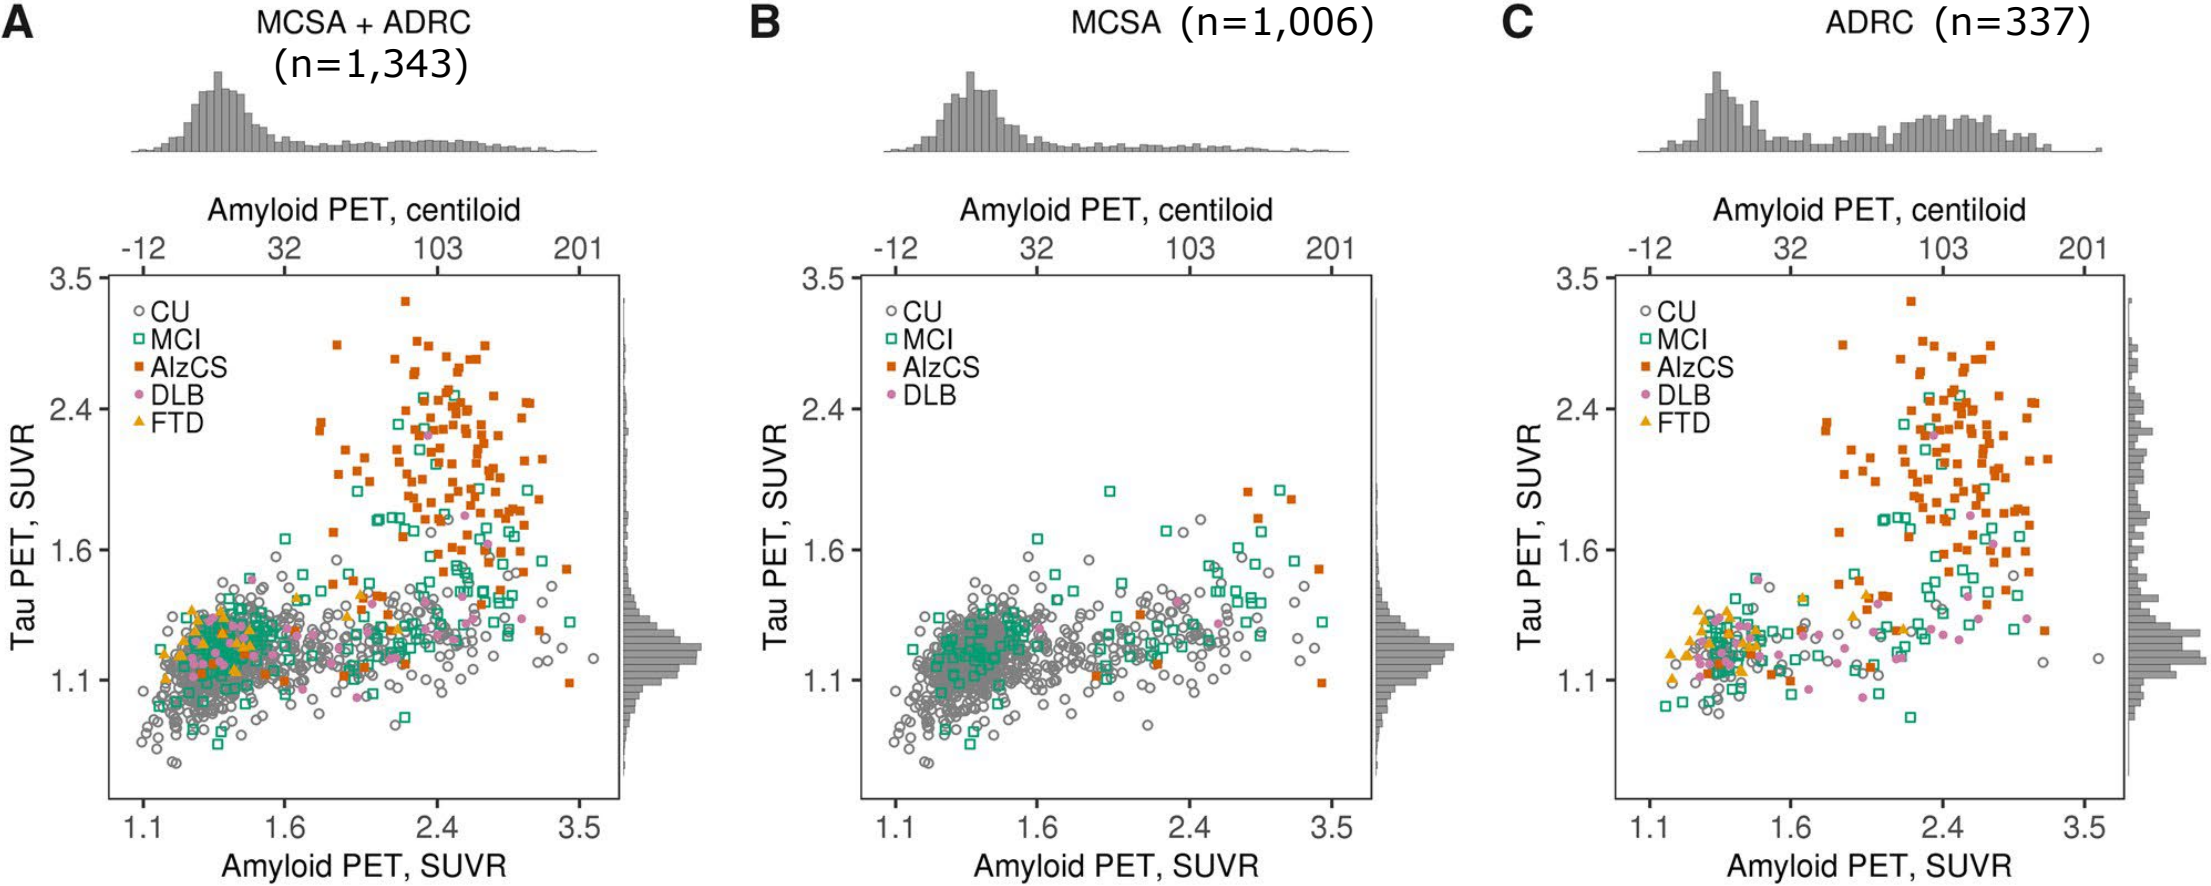 A
MCSA + ADRC
(n=1,343)
Amyloid PET, centiloid
-12 32 103 201
3.5
2.4
1.6
1.1
Tau PET, SUVR
CU
MCI
AlzCS
DLB
FTD
1.1 1.6 2.4 3.5
Amyloid PET, SUVR
B
MCSA (n=1,006)
Amyloid PET, centiloid
-12 32 103 201
3.5
2.4
1.6
1.1
Tau PET, SUVR
CU
MCI
AlzCS
DLB
1.1 1.6 2.4 3.5
Amyloid PET, SUVR
C
ADRC (n=337)
Amyloid PET, centiloid
-12 32 103 201
3.5
2.4
1.6
1.1
Tau PET, SUVR
CU
MCI
AlzCS
DLB
FTD
1.1 1.6 2.4 3.5
Amyloid PET, SUVR